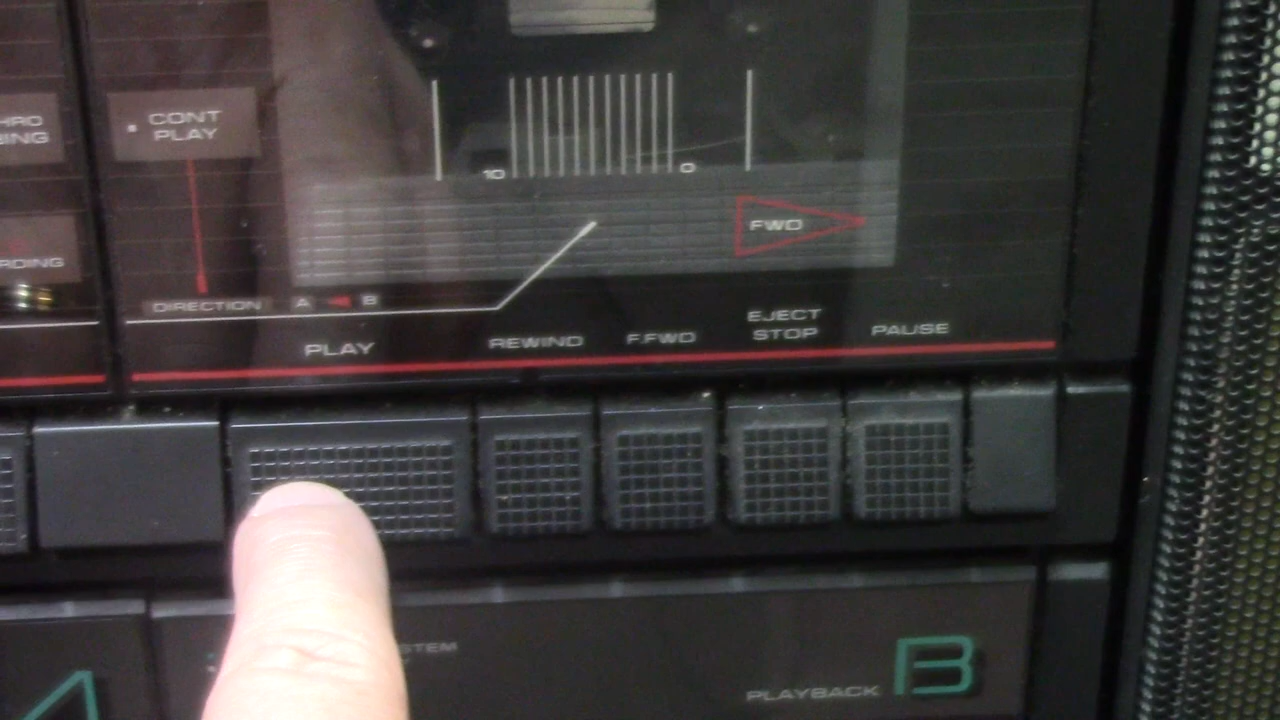 CONT
PLAY
10
0
FWD
DIRECTION
A B
PLAY
REWIND
F.FWD
EJECT
STOP
PAUSE
PLAYBACK
B
A